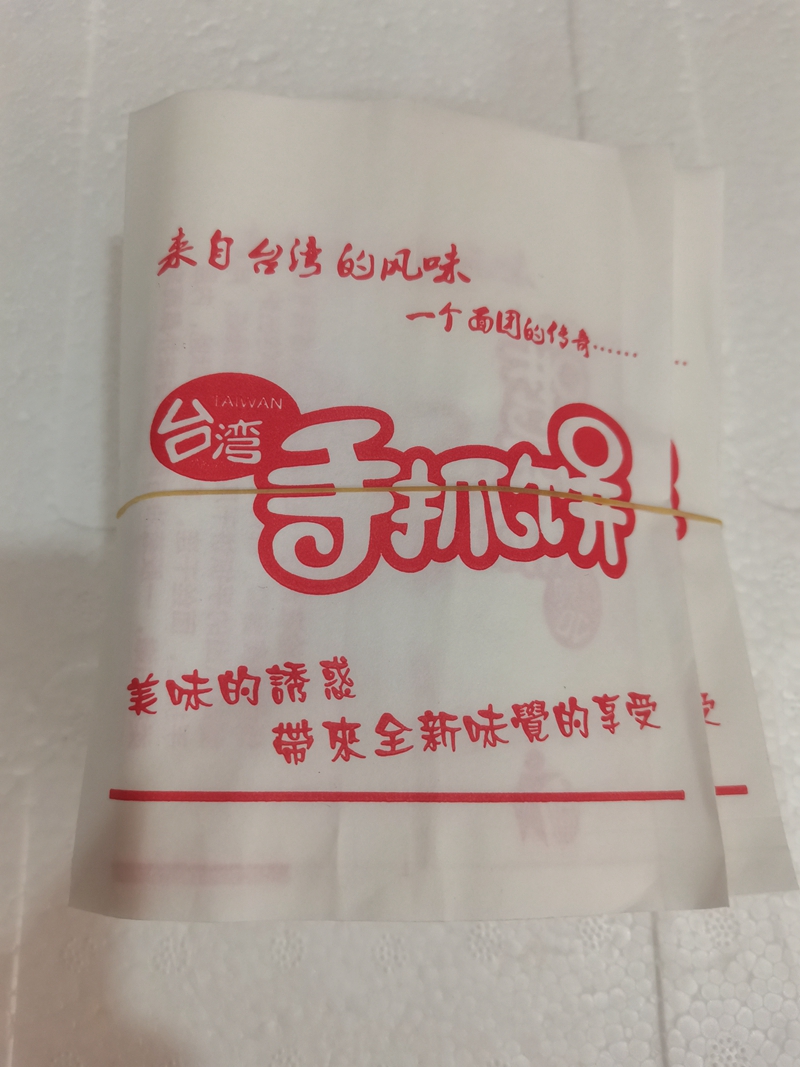 来自台湾的风味
一个面团的传奇......
TAIWAN
台湾
手抓饼
美味的誘惑
帶來全新味覺的享受
受